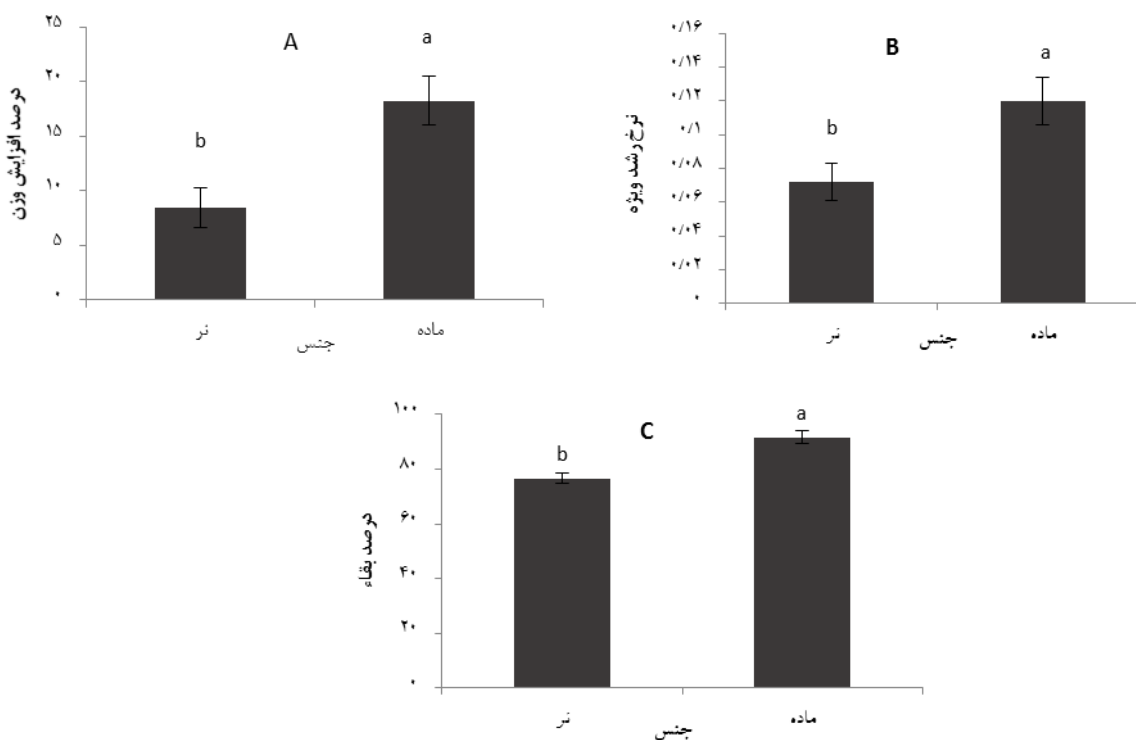 A
درصد افزایش وزن
۲۵
۲۰
۱۵
۱۰
۵
۰
b
a
نر
ماده
جنس
B
نرخ رشد ویژه
۰/۱۶
۰/۱۴
۰/۱۲
۰/۱
۰/۰۸
۰/۰۶
۰/۰۴
۰/۰۲
۰
b
a
نر
جنس
ماده
C
درصد بقاء
۱۰۰
۸۰
۶۰
۴۰
۲۰
۰
b
a
نر
جنس
ماده